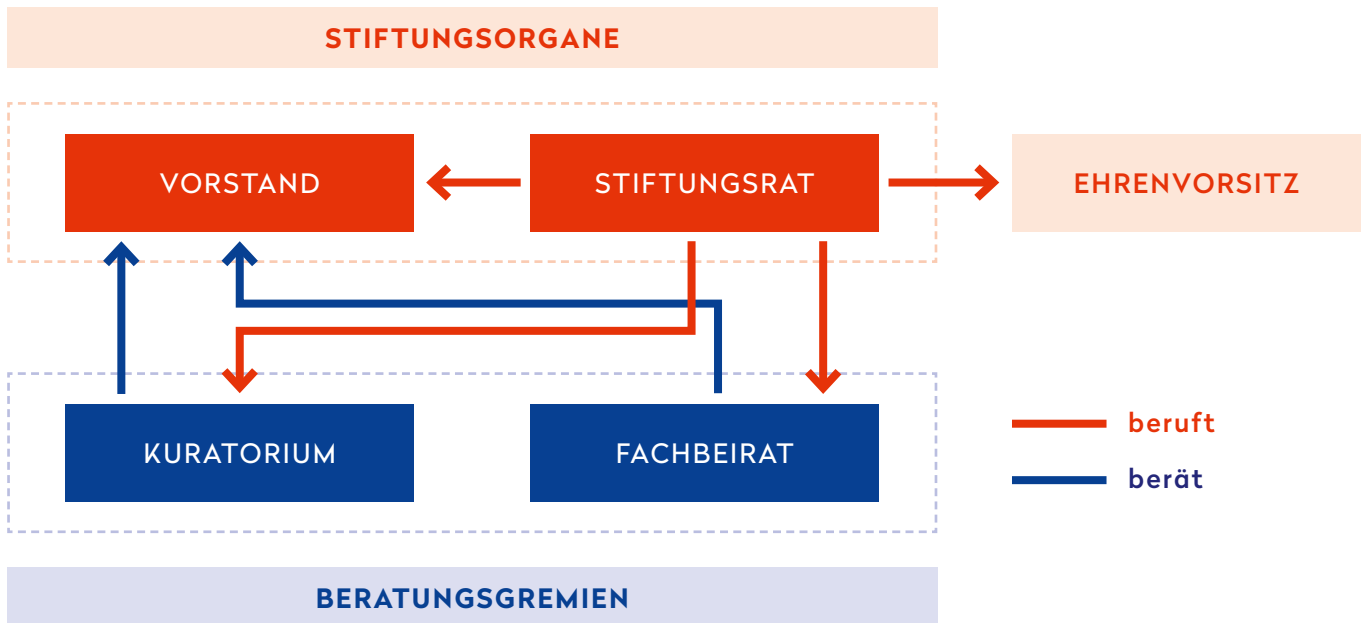 STIFTUNGSORGANE
VORSTAND
STIFTUNGSRAT
EHRENVORSITZ
KURATORIUM
FACHBEIRAT
beruft
berät
BERATUNGSGREMIEN